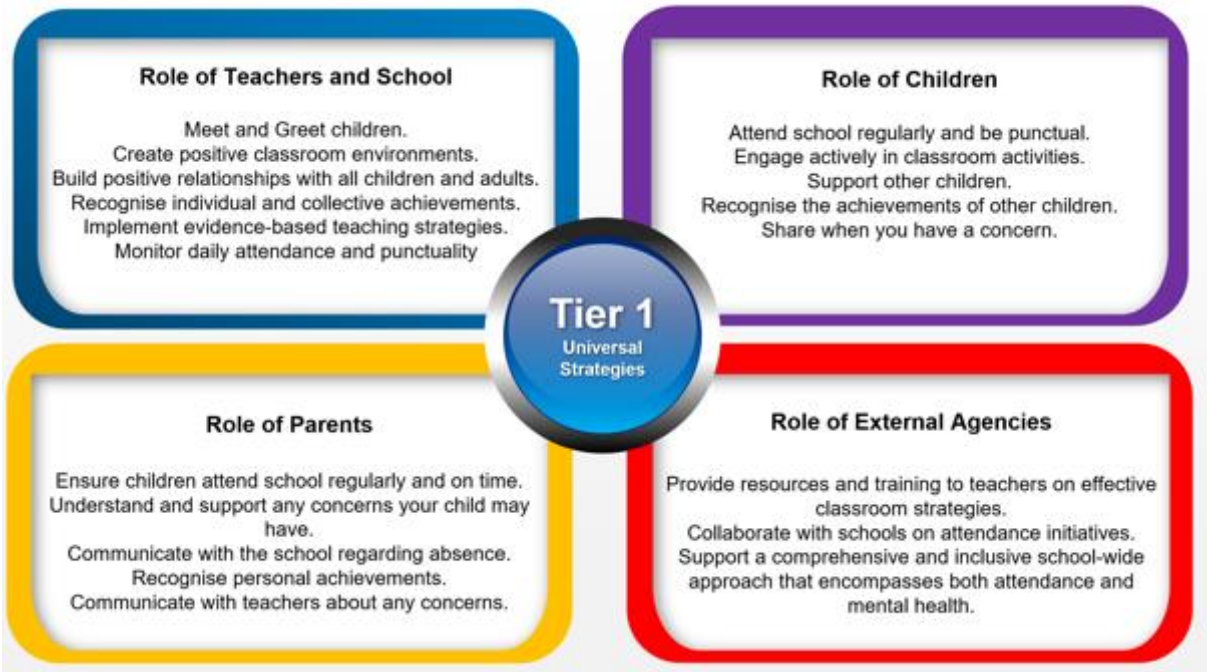 Role of Teachers and School
Meet and Greet children.
Create positive classroom environments.
Build positive relationships with all children and adults.
Recognise individual and collective achievements.
Implement evidence-based teaching strategies.
Monitor daily attendance and punctuality
Role of Children
Attend school regularly and be punctual.
Engage actively in classroom activities.
Support other children.
Recognise the achievements of other children.
Share when you have a concern.
Tier 1
Universal
Strategies
Role of Parents
Ensure children attend school regularly and on time.
Understand and support any concerns your child may
have.
Communicate with the school regarding absence.
Recognise personal achievements.
Communicate with teachers about any concerns.
Role of External Agencies
Provide resources and training to teachers on effective
classroom strategies.
Collaborate with schools on attendance initiatives.
Support a comprehensive and inclusive school-wide
approach that encompasses both attendance and
mental health.